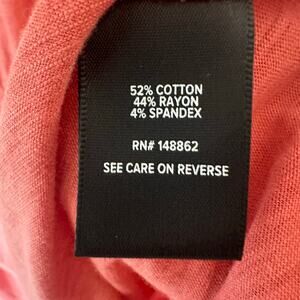 52% COTTON
44% RAYON
4% SPANDEX
RN# 148862
SEE CARE ON REVERSE